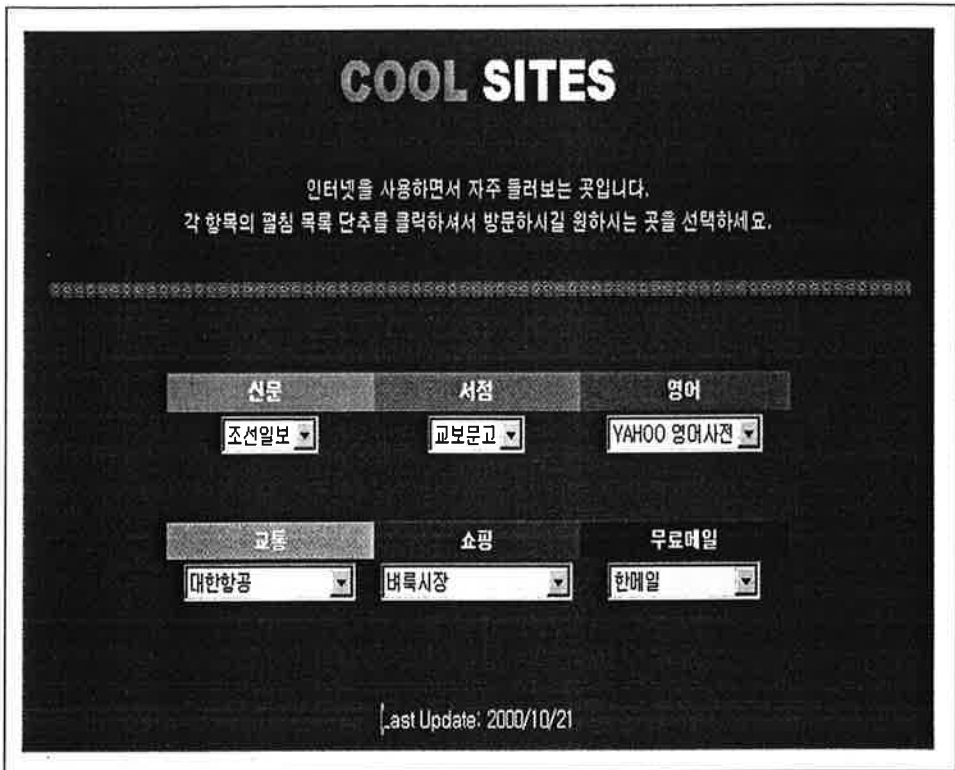 COOL SITES
인터넷을 사용하면서 자주 들러보는 곳입니다.
각 항목의 펼침 목록 단추를 클릭하셔서 방문하시길 원하시는 곳을 선택하세요.
신문 서점 영어
조선일보 교보문고 YAHOO 영어사전
교통 쇼핑 무료메일
대한항공 벼룩시장 한메일
Last Update: 2000/10/21